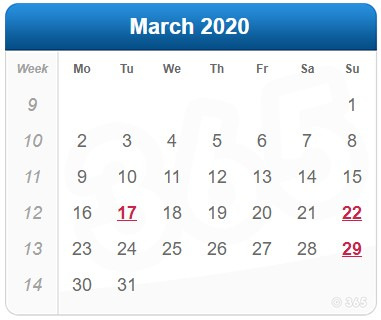 March 2020
Week Mo Tu We Th Fr Sa Su
9 1
10 2 3 4 5 6 7 8
11 9 10 11 12 13 14 15
12 16 17 18 19 20 21 22
13 23 24 25 26 27 28 29
14 30 31
© 365